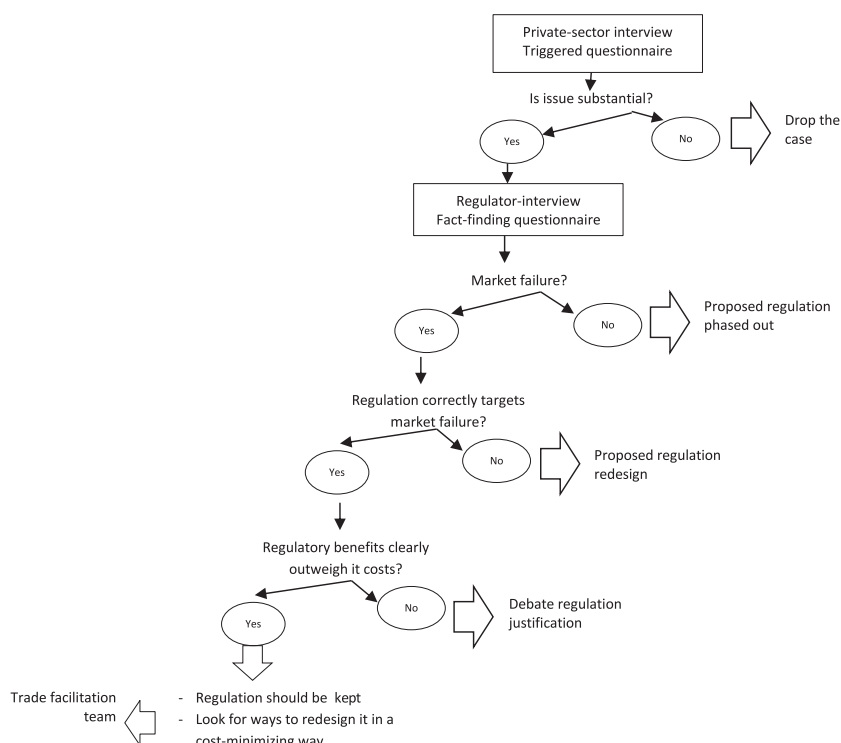 Private-sector interview
Triggered questionnaire
Is issue substantial?
Yes
No
Drop the
case
Regulator-interview
Fact-finding questionnaire
Market failure?
Yes
No
Proposed regulation
phased out
Regulation correctly targets
market failure?
Yes
No
Proposed regulation
redesign
Regulatory benefits clearly
outweigh it costs?
Yes
No
Debate regulation
justification
Trade facilitation
team
- Regulation should be kept
- Look for ways to redesign it in a
cost-minimizing way